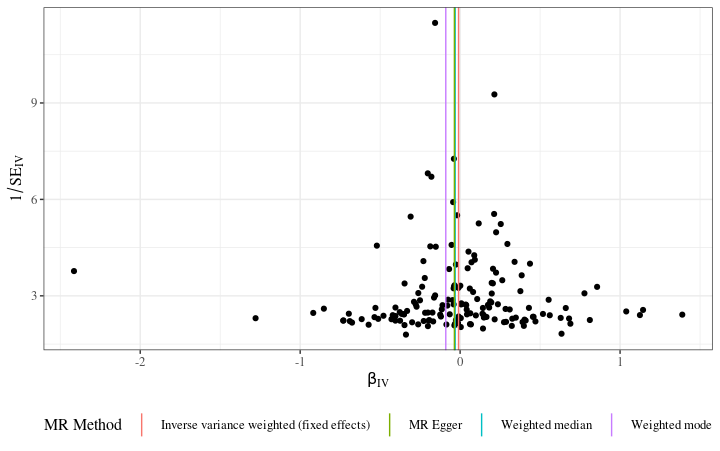 1/SE_IV
9
6
3
-2
-1
0
1
β_IV
MR Method
Inverse variance weighted (fixed effects)
MR Egger
Weighted median
Weighted mode